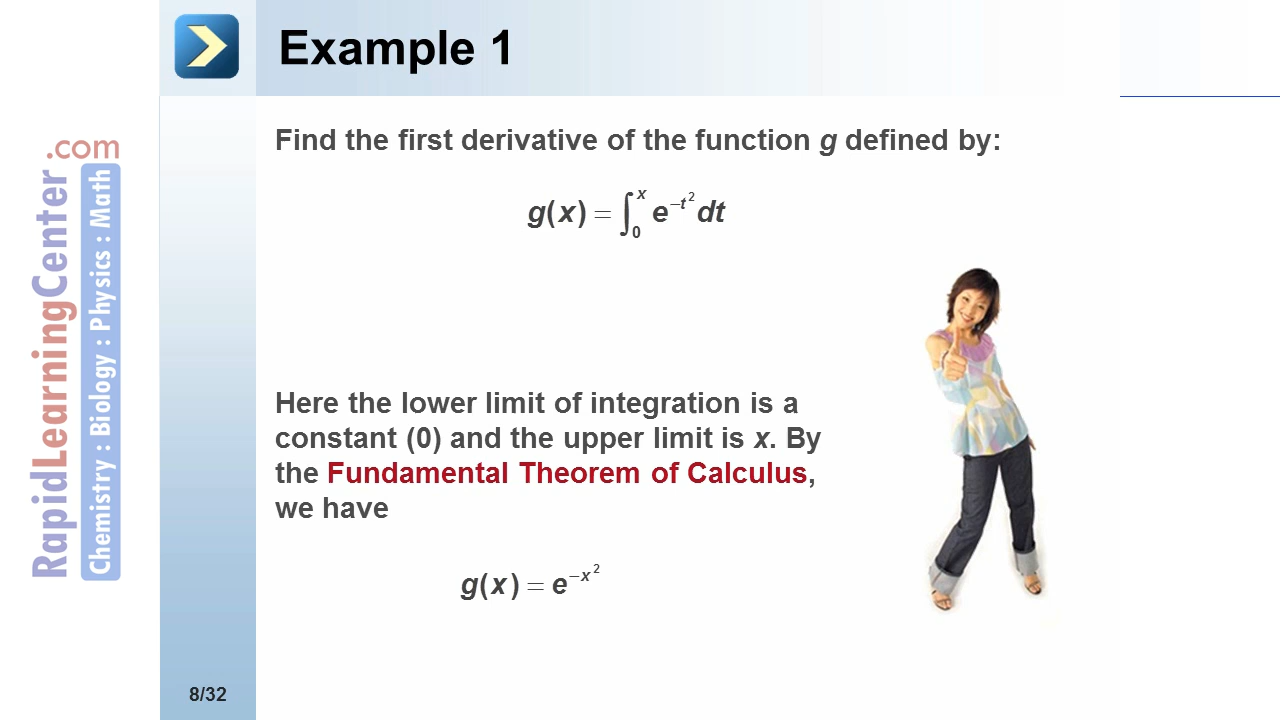 Example 1
RapidLearningCenter.com
Chemistry : Biology : Physics : Math
Find the first derivative of the function g defined by:
g(x) = ∫₀ˣ e^(−t²) dt
Here the lower limit of integration is a
constant (0) and the upper limit is x. By
the Fundamental Theorem of Calculus,
we have
g(x) = e^(−x²)
8/32